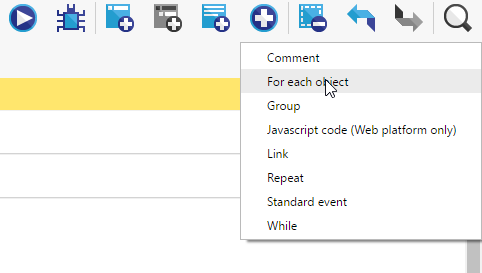 Comment
For each object
Group
Javascript code (Web platform only)
Link
Repeat
Standard event
While